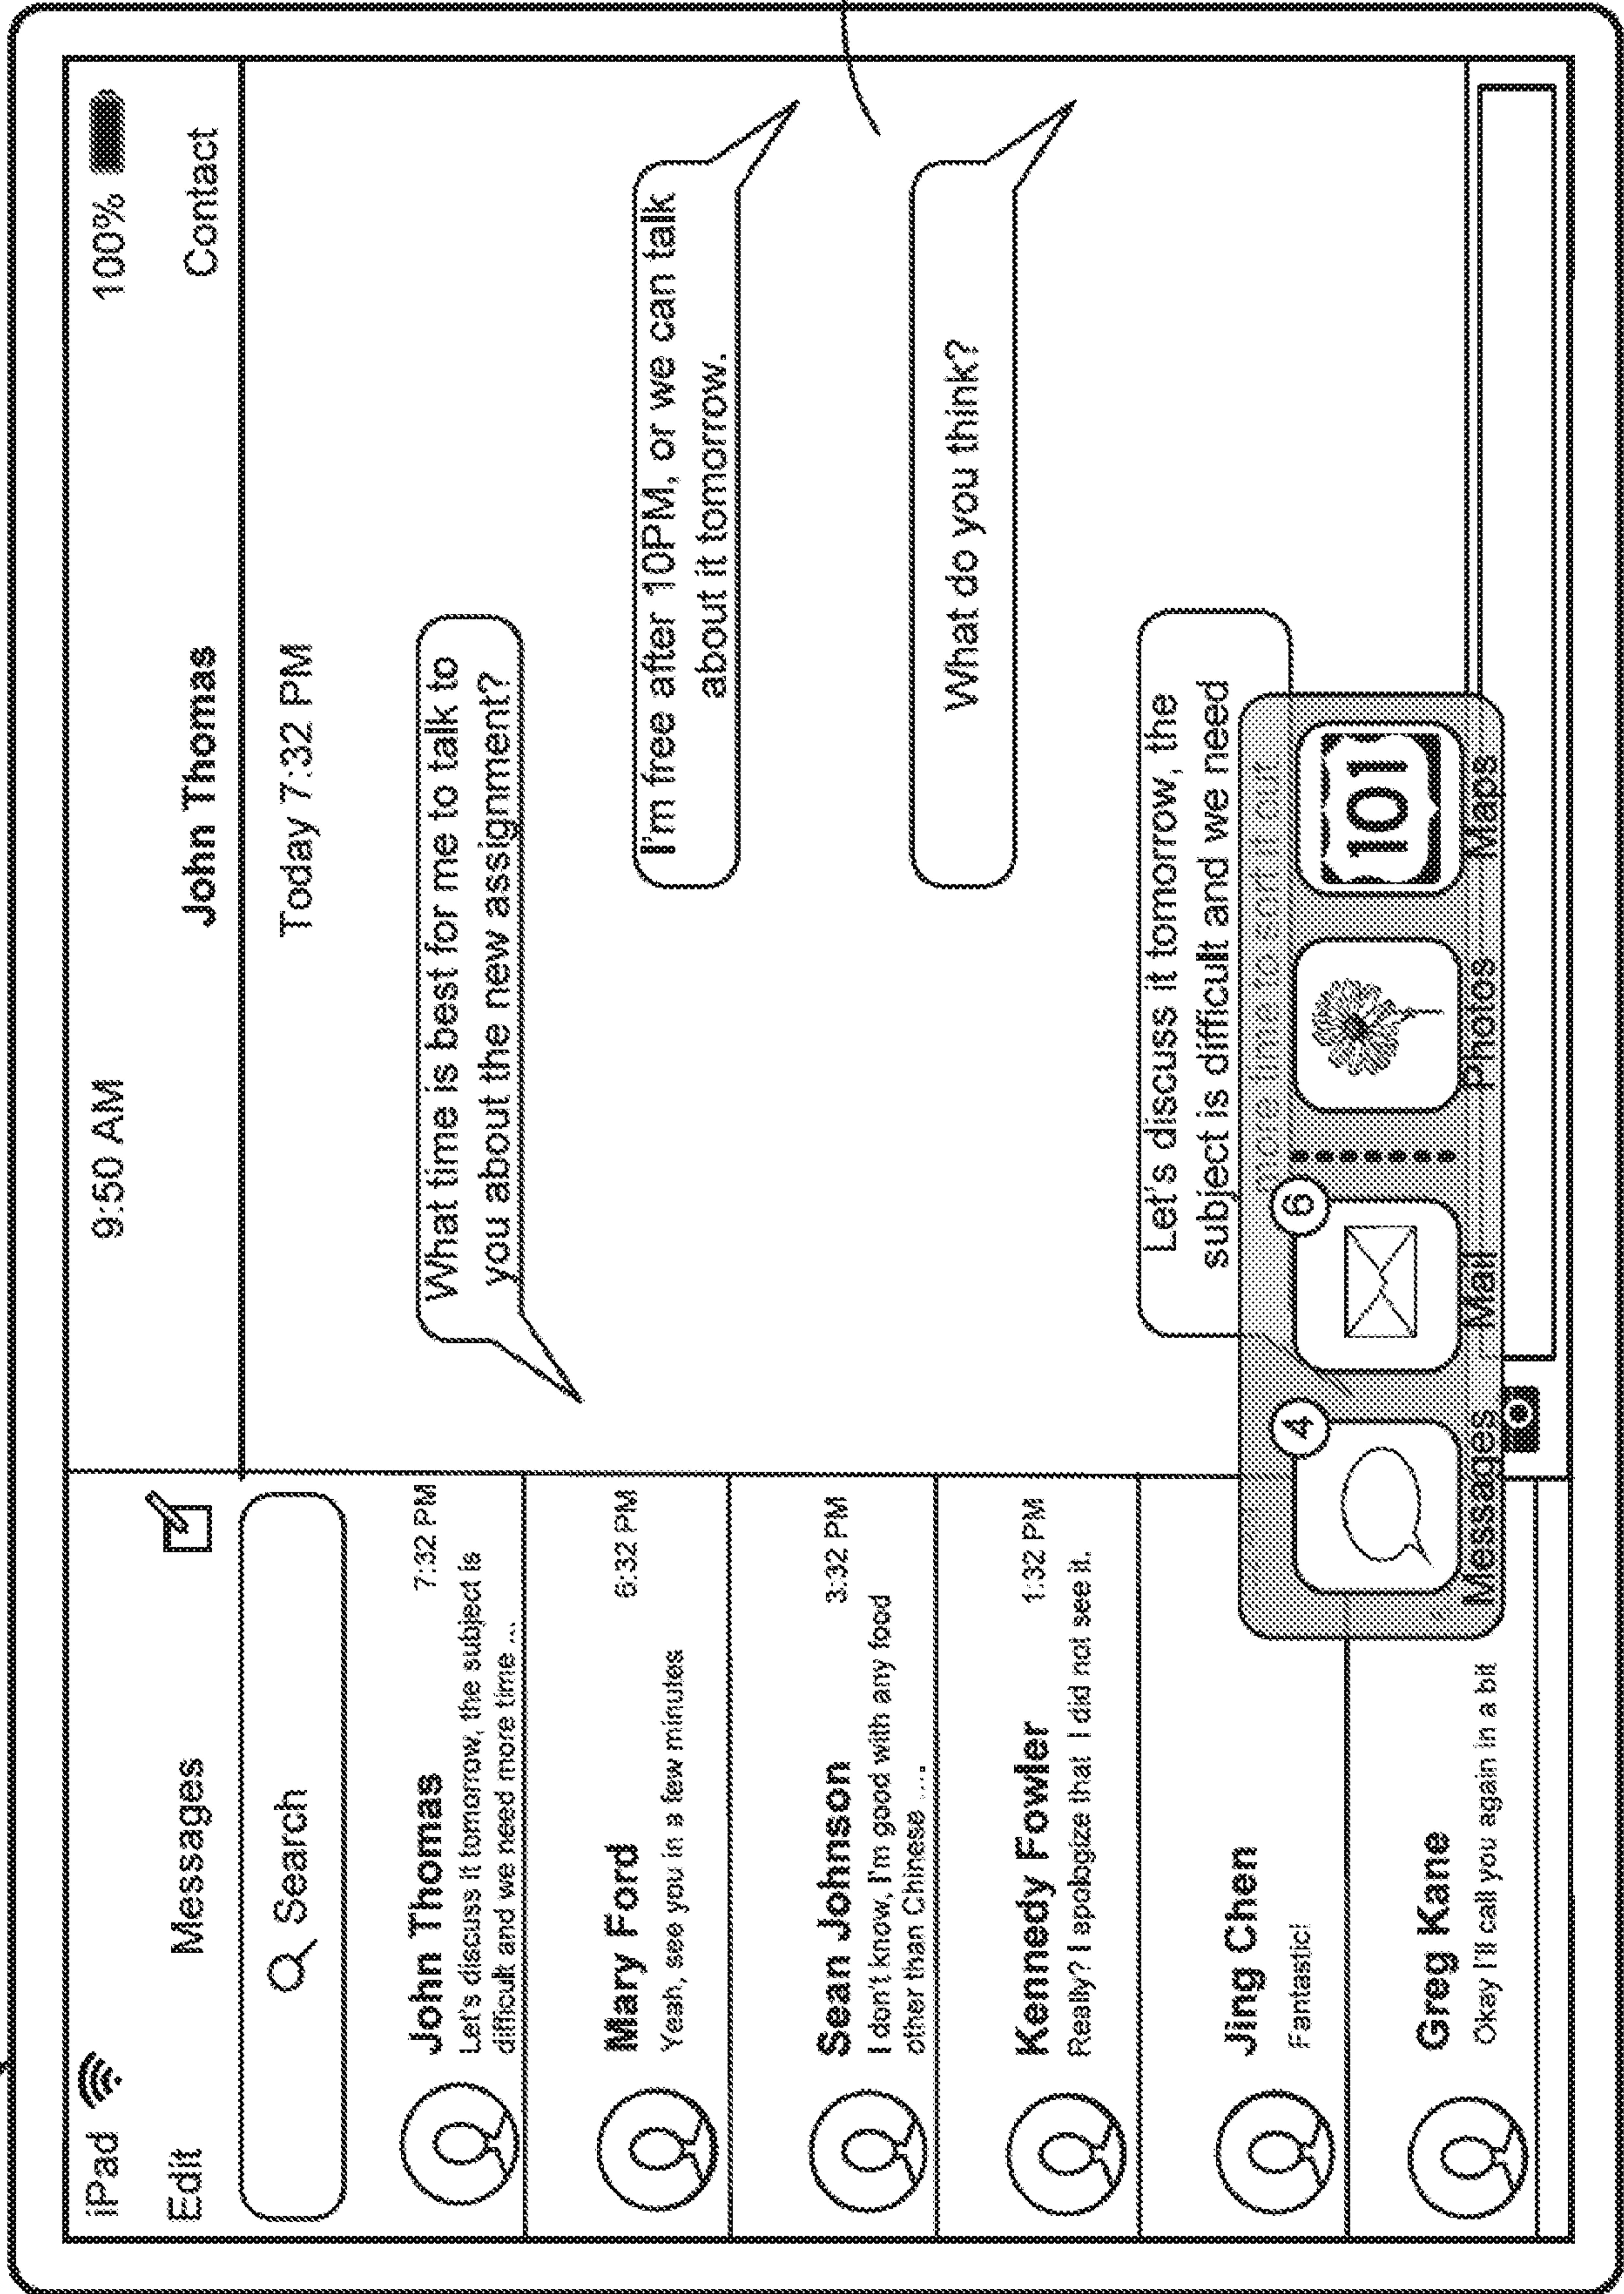 iPad
9:50 AM
100%
Edit
Messages
John Thomas
Contact
Search
Today 7:32 PM
John Thomas
7:32 PM
Let's discuss it tomorrow, the subject is
difficult and we need more time ...
Mary Ford
6:32 PM
Yeah, see you in a few minutes
Sean Johnson
3:32 PM
I don't know, I'm good with any food
other than Chinese ....
Kennedy Fowler
1:32 PM
Really? I apologize that I did not see it.
Jing Chen
Fantastic!
Greg Kane
Okay I'll call you again in a bit
What time is best for me to talk to
you about the new assignment?
I'm free after 10PM, or we can talk
about it tomorrow.
What do you think?
Let's discuss it tomorrow, the
subject is difficult and we need
more time to sort it out.
4
6
101
Messages
Mail
Photos
Maps